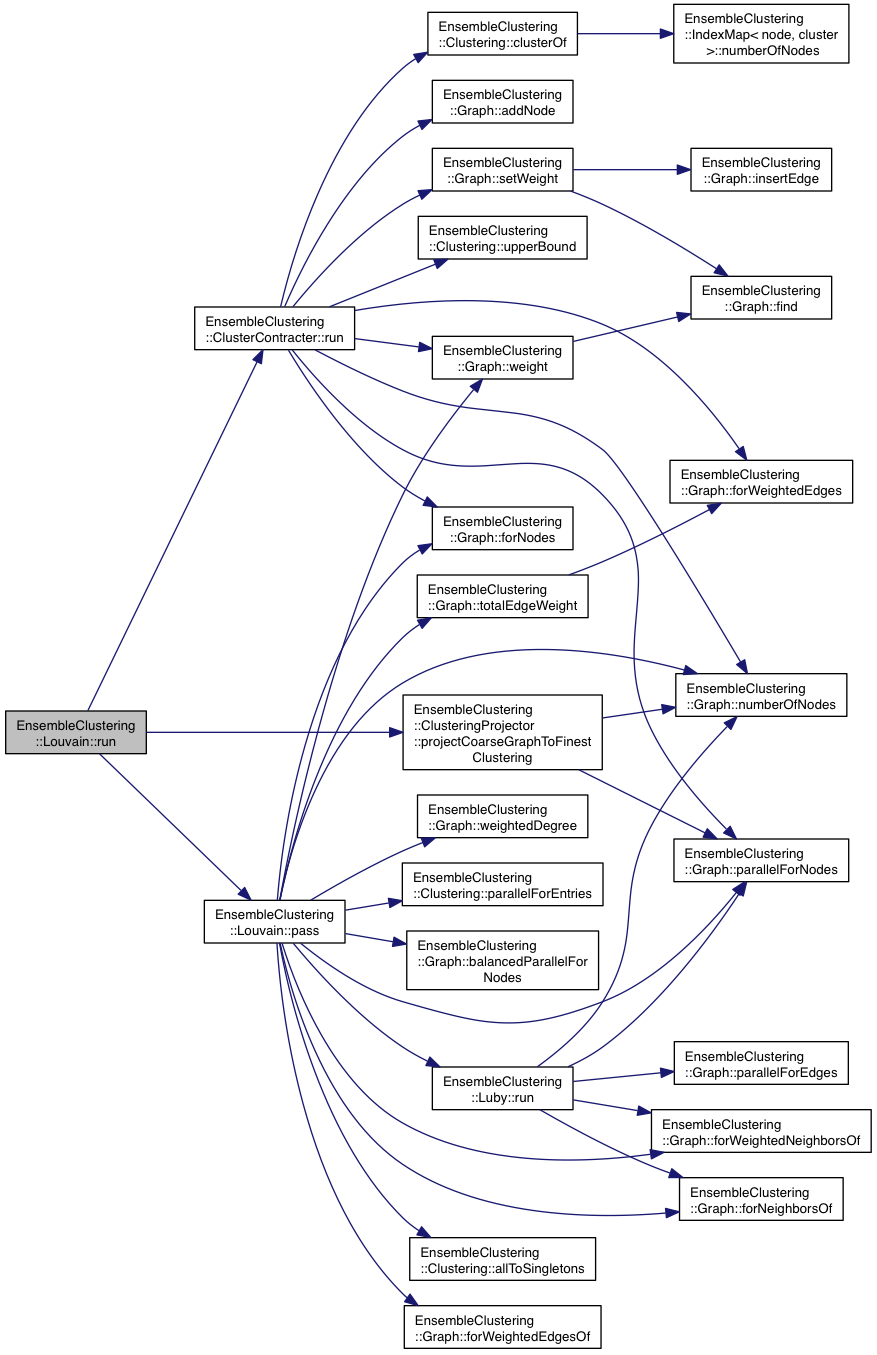 EnsembleClustering
::Clustering::clusterOf
EnsembleClustering
::IndexMap< node, cluster
>::numberOfNodes
EnsembleClustering
::Graph::addNode
EnsembleClustering
::Graph::setWeight
EnsembleClustering
::Graph::insertEdge
EnsembleClustering
::Clustering::upperBound
EnsembleClustering
::Graph::find
EnsembleClustering
::ClusterContracter::run
EnsembleClustering
::Graph::weight
EnsembleClustering
::Graph::forWeightedEdges
EnsembleClustering
::Graph::forNodes
EnsembleClustering
::Graph::totalEdgeWeight
EnsembleClustering
::Graph::numberOfNodes
EnsembleClustering
::Louvain::run
EnsembleClustering
::ClusteringProjector
::projectCoarseGraphToFinest
Clustering
EnsembleClustering
::Graph::weightedDegree
EnsembleClustering
::Graph::parallelForNodes
EnsembleClustering
::Clustering::parallelForEntries
EnsembleClustering
::Louvain::pass
EnsembleClustering
::Graph::balancedParallelFor
Nodes
EnsembleClustering
::Graph::parallelForEdges
EnsembleClustering
::Luby::run
EnsembleClustering
::Graph::forWeightedNeighborsOf
EnsembleClustering
::Graph::forNeighborsOf
EnsembleClustering
::Clustering::allToSingletons
EnsembleClustering
::Graph::forWeightedEdgesOf